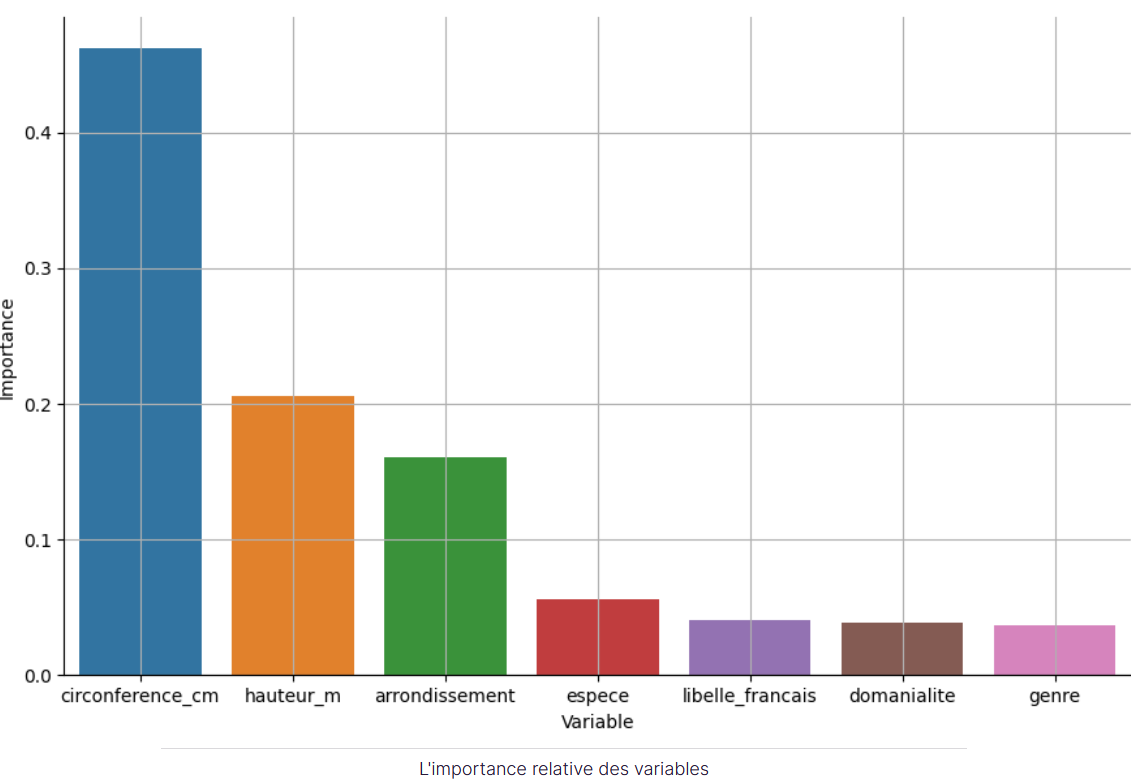 Importance
0.4
0.3
0.2
0.1
0.0
circonference_cm hauteur_m arrondissement espece libelle_francais domanialite genre
Variable
L'importance relative des variables